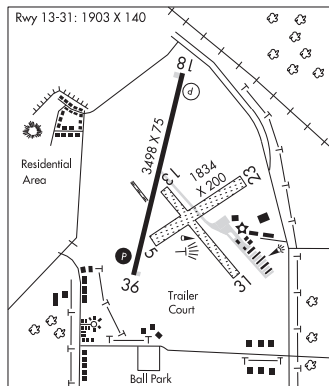 Rwy 13-31: 1903 X 140
18
P
3498 X 75
Residential
Area
13
1834
X 200
23
5
P
36
31
Trailer
Court
Ball Park